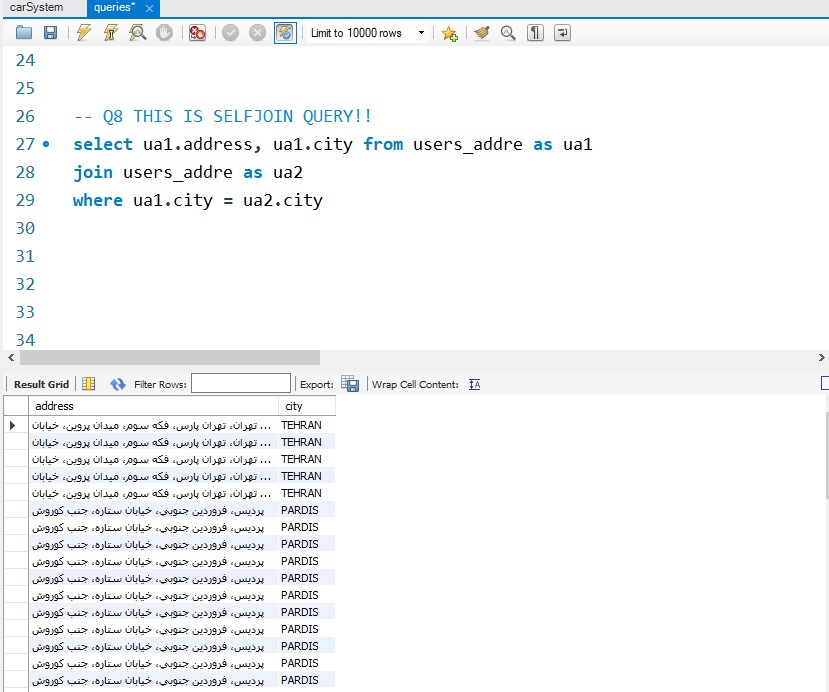 carSystem queries*
Limit to 10000 rows
24
25
26 -- Q8 THIS IS SELFJOIN QUERY!!
27 select ua1.address, ua1.city from users_addre as ua1
28 join users_addre as ua2
29 where ua1.city = ua2.city
30
31
32
33
34
Result Grid Filter Rows: Export: Wrap Cell Content: IA
address city
تهران، تهران پارس، فکه سوم، میدان پروین، خیابان ... TEHRAN
تهران، تهران پارس، فکه سوم، میدان پروین، خیابان ... TEHRAN
تهران، تهران پارس، فکه سوم، میدان پروین، خیابان ... TEHRAN
تهران، تهران پارس، فکه سوم، میدان پروین، خیابان ... TEHRAN
تهران، تهران پارس، فکه سوم، میدان پروین، خیابان ... TEHRAN
پردیس، فروردین جنوبی، خیابان ستاره، جنب کوروش PARDIS
پردیس، فروردین جنوبی، خیابان ستاره، جنب کوروش PARDIS
پردیس، فروردین جنوبی، خیابان ستاره، جنب کوروش PARDIS
پردیس، فروردین جنوبی، خیابان ستاره، جنب کوروش PARDIS
پردیس، فروردین جنوبی، خیابان ستاره، جنب کوروش PARDIS
پردیس، فروردین جنوبی، خیابان ستاره، جنب کوروش PARDIS
پردیس، فروردین جنوبی، خیابان ستاره، جنب کوروش PARDIS
پردیس، فروردین جنوبی، خیابان ستاره، جنب کوروش PARDIS
پردیس، فروردین جنوبی، خیابان ستاره، جنب کوروش PARDIS
پردیس، فروردین جنوبی، خیابان ستاره، جنب کوروش PARDIS
پردیس، فروردین جنوبی، خیابان ستاره، جنب کوروش PARDIS